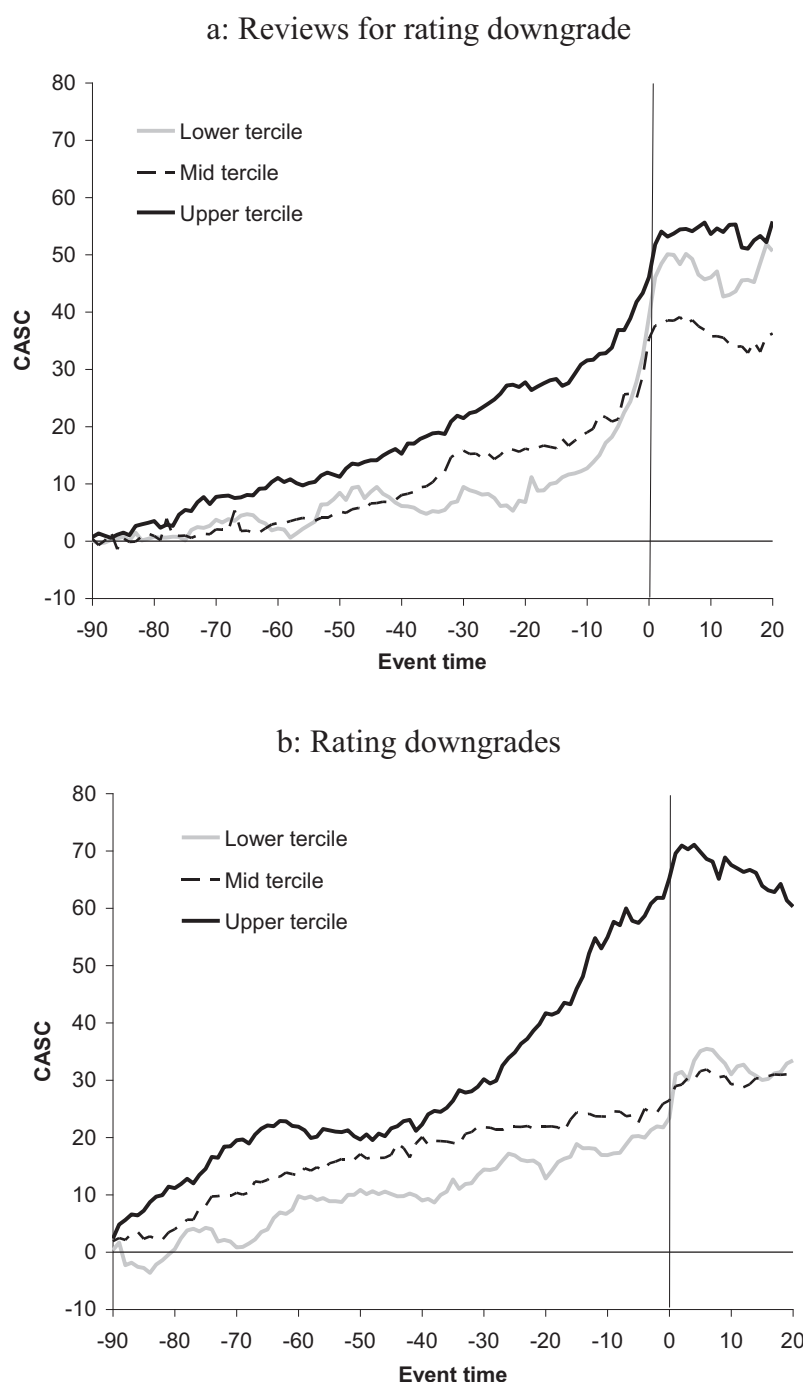 a: Reviews for rating downgrade
80
70
60
50
40
30
20
10
0
-10
CASC
Lower tercile
Mid tercile
Upper tercile
-90 -80 -70 -60 -50 -40 -30 -20 -10 0 10 20
Event time
b: Rating downgrades
80
70
60
50
40
30
20
10
0
-10
CASC
Lower tercile
Mid tercile
Upper tercile
-90 -80 -70 -60 -50 -40 -30 -20 -10 0 10 20
Event time